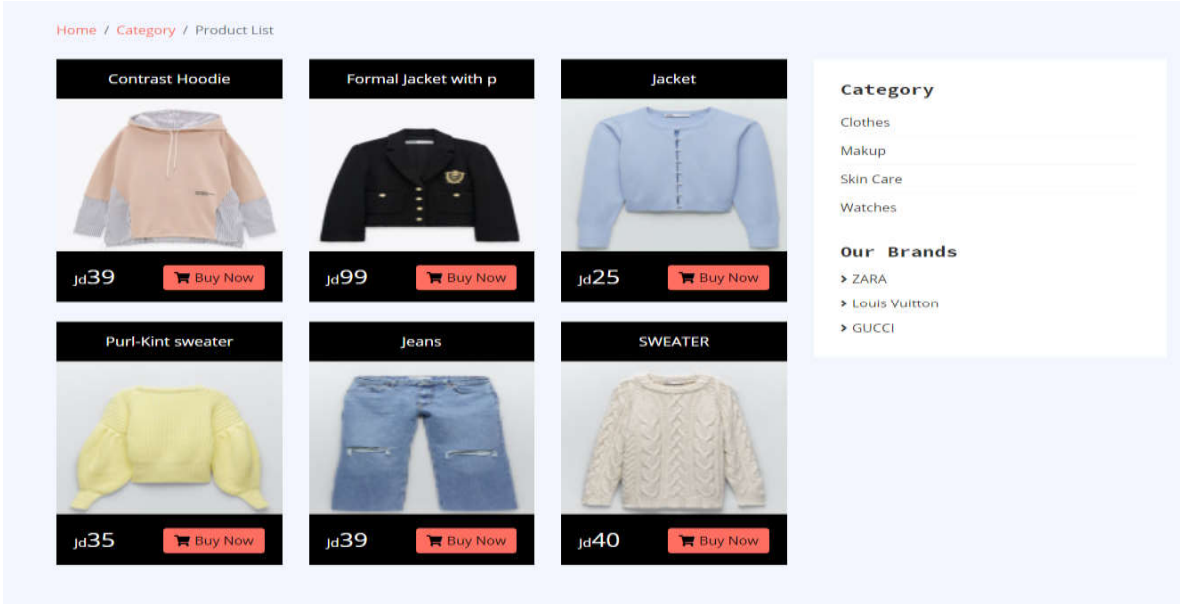 Home / Category / Product List
Contrast Hoodie
Formal Jacket with p
Jacket
Jd39
Buy Now
Jd99
Buy Now
Jd25
Buy Now
Purl-Kint sweater
Jeans
SWEATER
Jd35
Buy Now
Jd39
Buy Now
Jd40
Buy Now
Category
Clothes
Makup
Skin Care
Watches
Our Brands
ZARA
Louis Vuitton
GUCCI